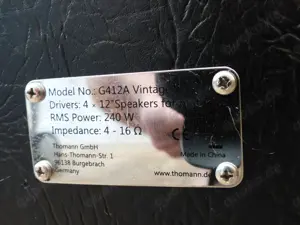 Model No.: G412A Vintage
Drivers: 4 × 12"Speakers for
RMS Power: 240 W
Impedance: 4 - 16 Ω
CE
Thomann GmbH
Hans-Thomann-Str. 1
96138 Burgebrach
Germany
Made in China
www.thomann.de